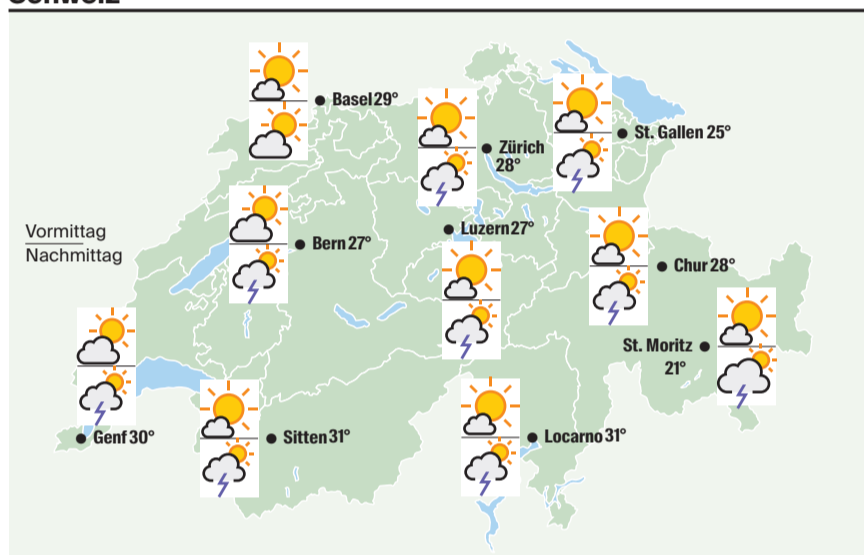 Schweiz
Basel 29°
Zürich
28°
St. Gallen 25°
Vormittag
Nachmittag
Bern 27°
Luzern 27°
Chur 28°
St. Moritz
21°
Genf 30°
Sitten 31°
Locarno 31°